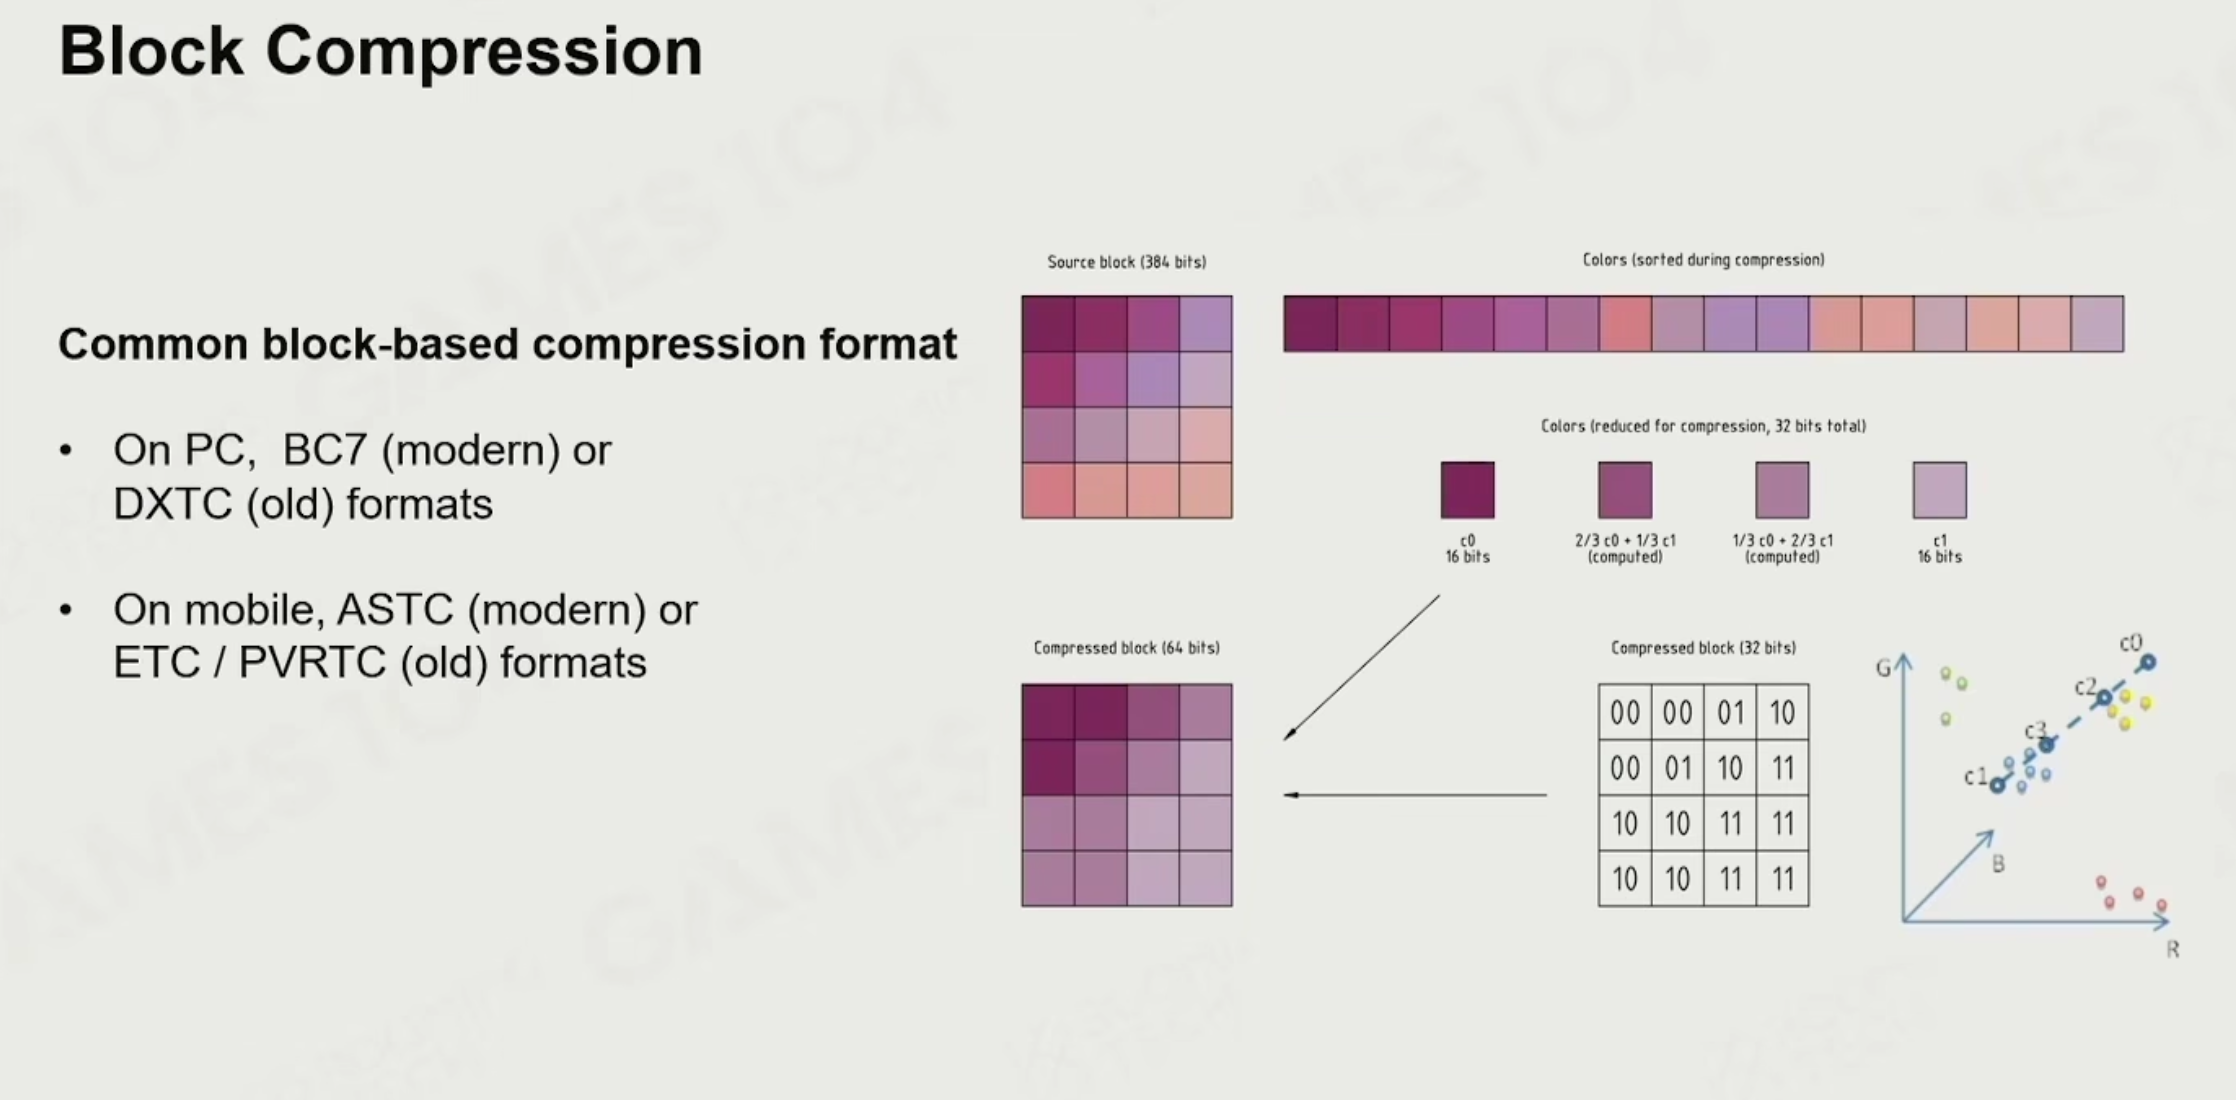 Block Compression
Common block-based compression format
• On PC,  BC7 (modern) or
DXTC (old) formats
• On mobile, ASTC (modern) or
ETC / PVRTC (old) formats
Source block (384 bits)
Colors (sorted during compression)
Colors (reduced for compression, 32 bits total)
c0
16 bits
2/3 c0 + 1/3 c1
(computed)
1/3 c0 + 2/3 c1
(computed)
c1
16 bits
Compressed block (64 bits)
Compressed block (32 bits)
00 00 01 10
00 01 10 11
10 10 11 11
10 10 11 11
G
c0
c2
c3
c1
B
R
GAMES 104